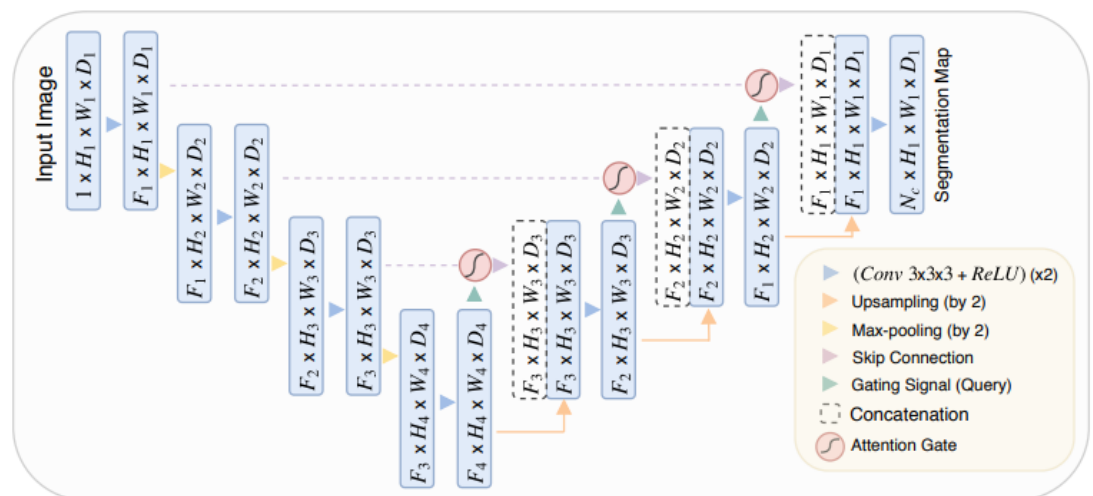 Input Image
1 x H₁ x W₁ x D₁
F₁ x H₁ x W₁ x D₁
F₁ x H₂ x W₂ x D₂
F₂ x H₂ x W₂ x D₂
F₂ x H₃ x W₃ x D₃
F₃ x H₃ x W₃ x D₃
F₃ x H₄ x W₄ x D₄
F₄ x H₄ x W₄ x D₄
F₃ x H₃ x W₃ x D₃
F₃ x H₃ x W₃ x D₃
F₂ x H₃ x W₃ x D₃
F₂ x H₂ x W₂ x D₂
F₂ x H₂ x W₂ x D₂
F₁ x H₂ x W₂ x D₂
F₁ x H₁ x W₁ x D₁
F₁ x H₁ x W₁ x D₁
N_c x H₁ x W₁ x D₁
Segmentation Map
(Conv 3x3x3 + ReLU) (x2)
Upsampling (by 2)
Max-pooling (by 2)
Skip Connection
Gating Signal (Query)
Concatenation
Attention Gate